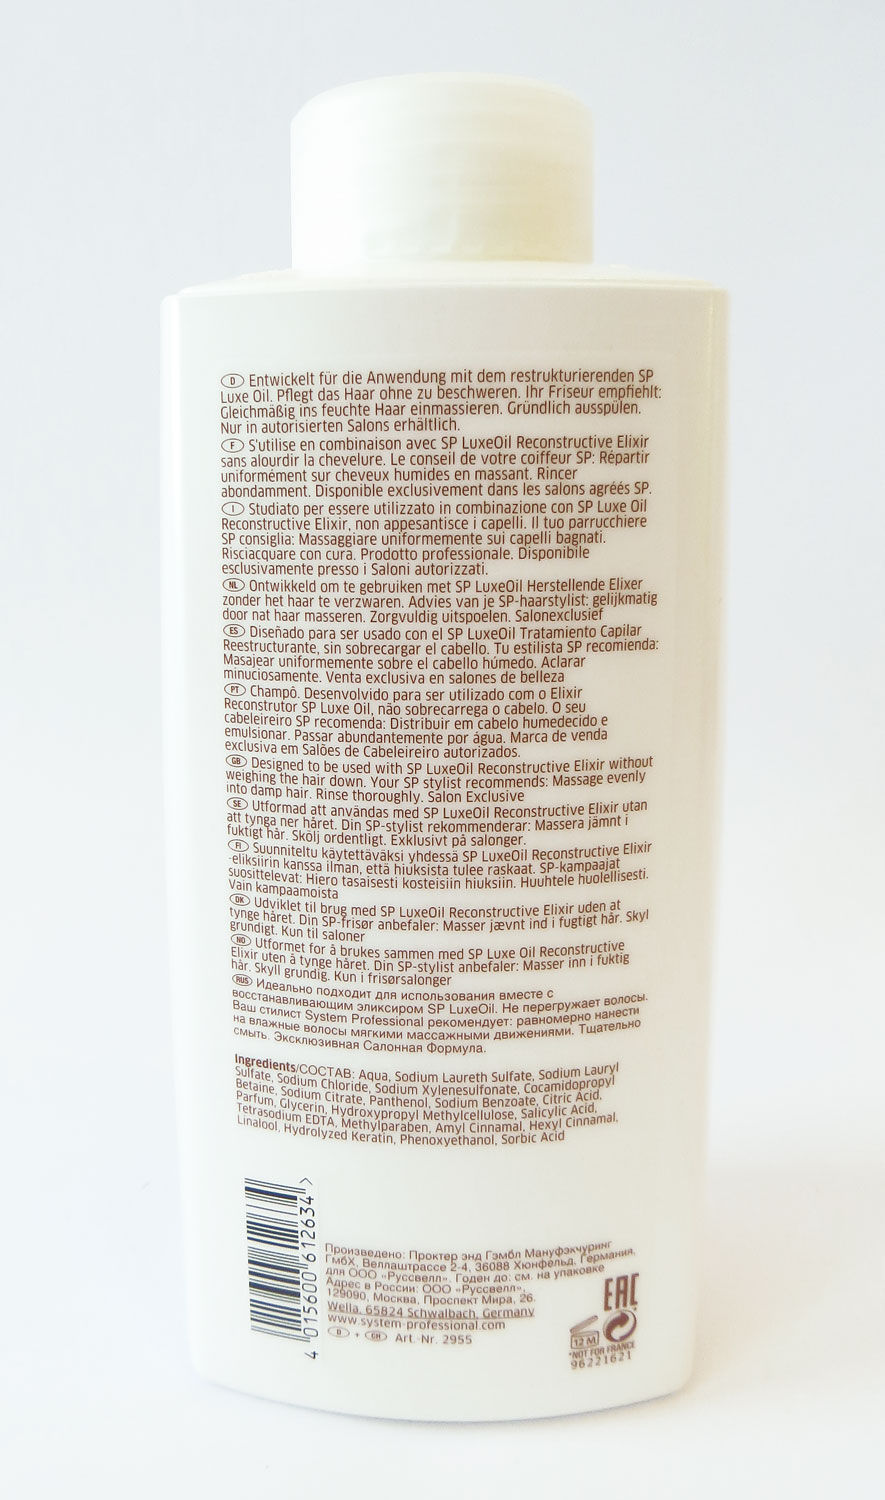 D Entwickelt für die Anwendung mit dem restrukturierenden SP
Luxe Oil. Pflegt das Haar ohne zu beschweren. Ihr Friseur empfiehlt:
Gleichmäßig ins feuchte Haar einmassieren. Gründlich ausspülen.
Nur in autorisierten Salons erhältlich.
F S'utilise en combinaison avec SP LuxeOil Reconstructive Elixir
sans alourdir la chevelure. Le conseil de votre coiffeur SP: Répartir
uniformément sur cheveux humides en massant. Rincer
abondamment. Disponible exclusivement dans les salons agréés SP.
I Studiato per essere utilizzato in combinazione con SP Luxe Oil
Reconstructive Elixir, non appesantisce i capelli. Il tuo parrucchiere
SP consiglia: Massaggiare uniformemente sui capelli bagnati.
Risciacquare con cura. Prodotto professionale. Disponibile
esclusivamente presso i Saloni autorizzati.
NL Ontwikkeld om te gebruiken met SP LuxeOil Herstellende Elixer
zonder het haar te verzwaren. Advies van je SP-haarstylist: gelijkmatig
door nat haar masseren. Zorgvuldig uitspoelen. Salonexclusief
ES Diseñado para ser usado con el SP LuxeOil Tratamiento Capilar
Reestructurante, sin sobrecargar el cabello. Tu estilista SP recomienda:
Masajear uniformemente sobre el cabello húmedo. Aclarar
minuciosamente. Venta exclusiva en salones de belleza
PT Champô. Desenvolvido para ser utilizado com o Elixir
Reconstrutor SP Luxe Oil, não sobrecarrega o cabelo. O seu
cabeleireiro SP recomenda: Distribuir em cabelo humedecido e
emulsionar. Passar abundantemente por água. Marca de venda
exclusiva em Salões de Cabeleireiro autorizados.
GB Designed to be used with SP LuxeOil Reconstructive Elixir without
weighing the hair down. Your SP stylist recommends: Massage evenly
into damp hair. Rinse thoroughly. Salon Exclusive
SE Utformad att användas med SP LuxeOil Reconstructive Elixir utan
att tynga ner håret. Din SP-stylist rekommenderar: Massera jämnt i
fuktigt hår. Skölj ordentligt. Exklusivt på salonger.
FI Suunniteltu käytettäväksi yhdessä SP LuxeOil Reconstructive Elixir
-eliksiirin kanssa ilman, että hiuksista tulee raskaat. SP-kampaajat
suosittelevat: Hiero tasaisesti kosteisiin hiuksiin. Huuhtele huolellisesti.
Vain kampaamoista
DK Udviklet til brug med SP LuxeOil Reconstructive Elixir uden at
tynge håret. Din SP-frisør anbefaler: Masser jævnt ind i fugtigt hår. Skyl
grundigt. Kun til saloner
NO Utformet for å brukes sammen med SP Luxe Oil Reconstructive
Elixir uten å tynge håret. Din SP-stylist anbefaler: Masser inn i fuktig
hår. Skyll grundig. Kun i frisørsalonger
RUS Идеально подходит для использования вместе с
восстанавливающим эликсиром SP LuxeOil. Не перегружает волосы.
Ваш стилист System Professional рекомендует: равномерно нанести
на влажные волосы мягкими массажными движениями. Тщательно
смыть. Эксклюзивная Салонная Формула.
Ingredients/СОСТАВ: Aqua, Sodium Laureth Sulfate, Sodium Lauryl
Sulfate, Sodium Chloride, Sodium Xylenesulfonate, Cocamidopropyl
Betaine, Sodium Citrate, Panthenol, Sodium Benzoate, Citric Acid,
Parfum, Glycerin, Hydroxypropyl Methylcellulose, Salicylic Acid,
Tetrasodium EDTA, Methylparaben, Amyl Cinnamal, Hexyl Cinnamal,
Linalool, Hydrolyzed Keratin, Phenoxyethanol, Sorbic Acid
4 015600 612634 >
Произведено: Проктер энд Гэмбл Мануфэкчуринг
ГмбХ, Веллаштрассе 2-4, 36088 Хюнфельд, Германия,
для ООО «Руссвелл». Годен до: см. на упаковке
Адрес в России: ООО «Руссвелл»,
129090, Москва, Проспект Мира, 26.
Wella, 65824 Schwalbach, Germany
www.system-professional.com
D + GH Art. Nr. 2955
EAC
12 M
*NOT FOR FRANCE
96221621